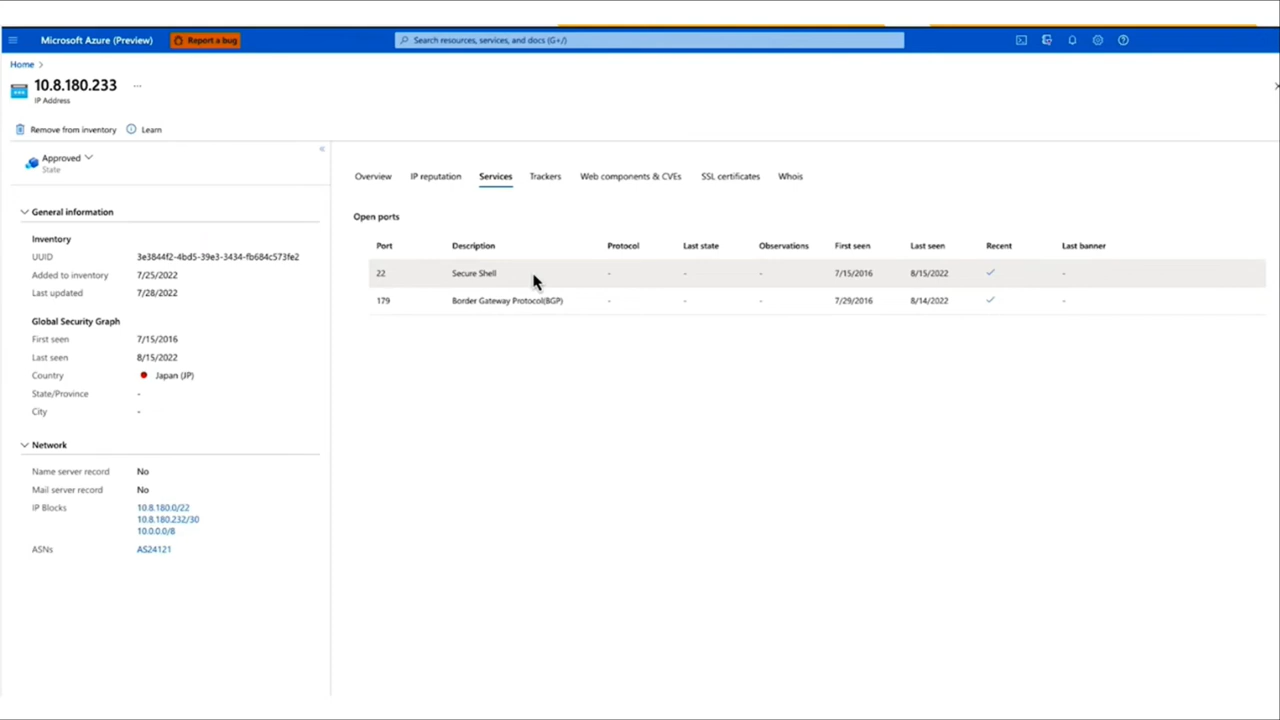 Microsoft Azure (Preview) Report a bug Search resources, services, and docs (G+/)
Home >
10.8.180.233 ...
IP Address
Remove from inventory Learn
Approved
State
General information
Inventory
UUID 3e3844f2-4bd5-39e3-3434-fb684c573fe2
Added to inventory 7/25/2022
Last updated 7/28/2022
Global Security Graph
First seen 7/15/2016
Last seen 8/15/2022
Country Japan (JP)
State/Province -
City -
Network
Name server record No
Mail server record No
IP Blocks 10.8.180.0/22
10.8.180.232/30
10.0.0.0/8
ASNs AS24121
Overview IP reputation Services Trackers Web components & CVEs SSL certificates Whois
Open ports
Port Description Protocol Last state Observations First seen Last seen Recent Last banner
22 Secure Shell - - - 7/15/2016 8/15/2022 -
179 Border Gateway Protocol(BGP) - - - 7/29/2016 8/14/2022 -